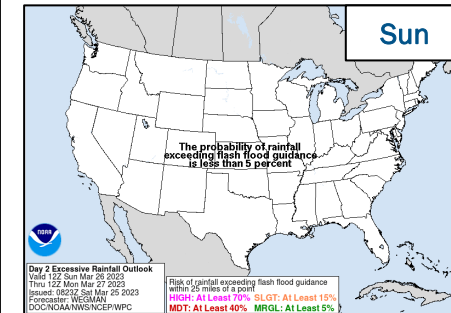 Sun
The probability of rainfall
exceeding flash flood guidance
is less than 5 percent
NOAA
Day 2 Excessive Rainfall Outlook
Valid 12Z Sun Mar 26 2023
Thru 12Z Mon Mar 27 2023
Issued: 0823Z Sat Mar 25 2023
Forecaster: WEGMAN
DOC/NOAA/NWS/NCEP/WPC
Risk of rainfall exceeding flash flood guidance
within 25 miles of a point
HIGH: At Least 70% SLGT: At Least 15%
MDT: At Least 40% MRGL: At Least 5%